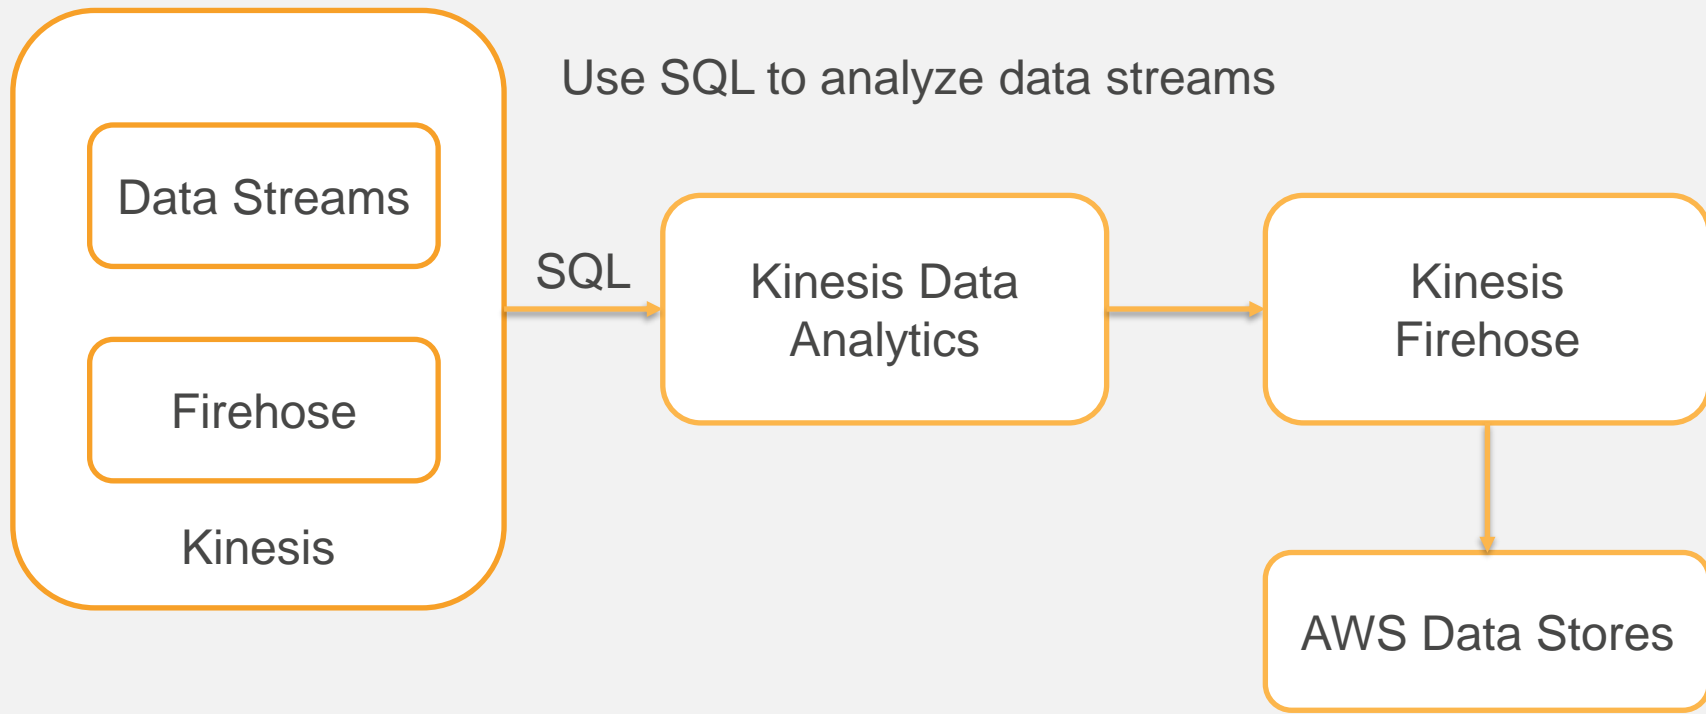 Use SQL to analyze data streams
Data Streams
Firehose
Kinesis
SQL
Kinesis Data
Analytics
Kinesis
Firehose
AWS Data Stores